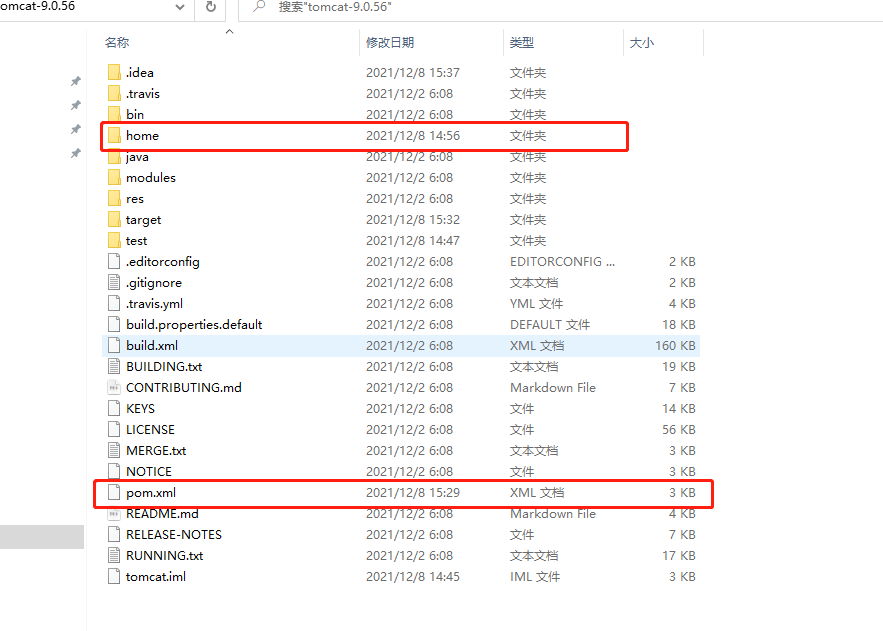 omcat-9.0.56 搜索"tomcat-9.0.56"
名称 修改日期 类型 大小
.idea 2021/12/8 15:37 文件夹
.travis 2021/12/2 6:08 文件夹
bin 2021/12/2 6:08 文件夹
home 2021/12/8 14:56 文件夹
java 2021/12/2 6:08 文件夹
modules 2021/12/2 6:08 文件夹
res 2021/12/2 6:08 文件夹
target 2021/12/8 15:32 文件夹
test 2021/12/8 14:47 文件夹
.editorconfig 2021/12/2 6:08 EDITORCONFIG ... 2 KB
.gitignore 2021/12/2 6:08 文本文档 2 KB
.travis.yml 2021/12/2 6:08 YML 文件 4 KB
build.properties.default 2021/12/2 6:08 DEFAULT 文件 18 KB
build.xml 2021/12/2 6:08 XML 文档 160 KB
BUILDING.txt 2021/12/2 6:08 文本文档 19 KB
CONTRIBUTING.md 2021/12/2 6:08 Markdown File 7 KB
KEYS 2021/12/2 6:08 文件 14 KB
LICENSE 2021/12/2 6:08 文件 56 KB
MERGE.txt 2021/12/2 6:08 文本文档 3 KB
NOTICE 2021/12/2 6:08 文件 3 KB
pom.xml 2021/12/8 15:29 XML 文档 3 KB
README.md 2021/12/2 6:08 Markdown File 4 KB
RELEASE-NOTES 2021/12/2 6:08 文件 7 KB
RUNNING.txt 2021/12/2 6:08 文本文档 17 KB
tomcat.iml 2021/12/8 14:45 IML 文件 3 KB